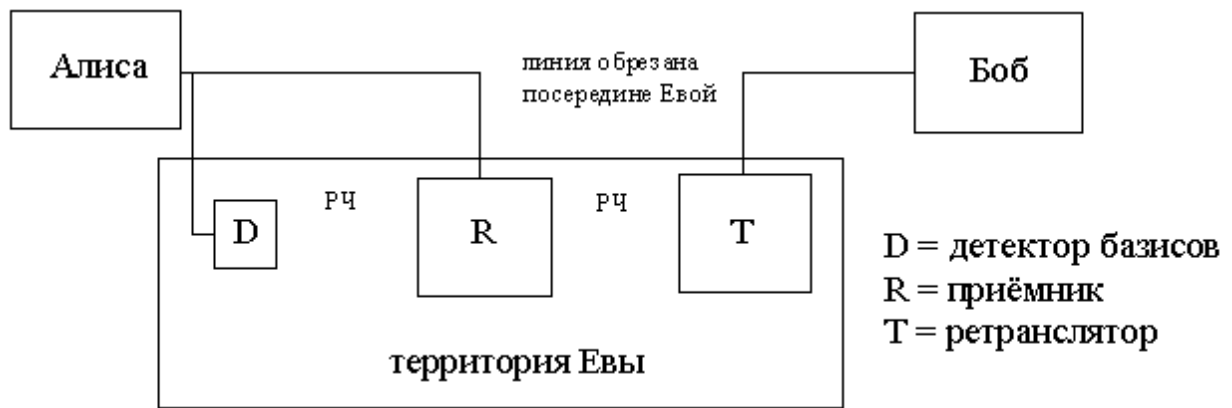 Алиса
линия обрезана
посередине Евой
Боб
РЧ
РЧ
D
R
T
D = детектор базисов
R = приёмник
T = ретранслятор
территория Евы